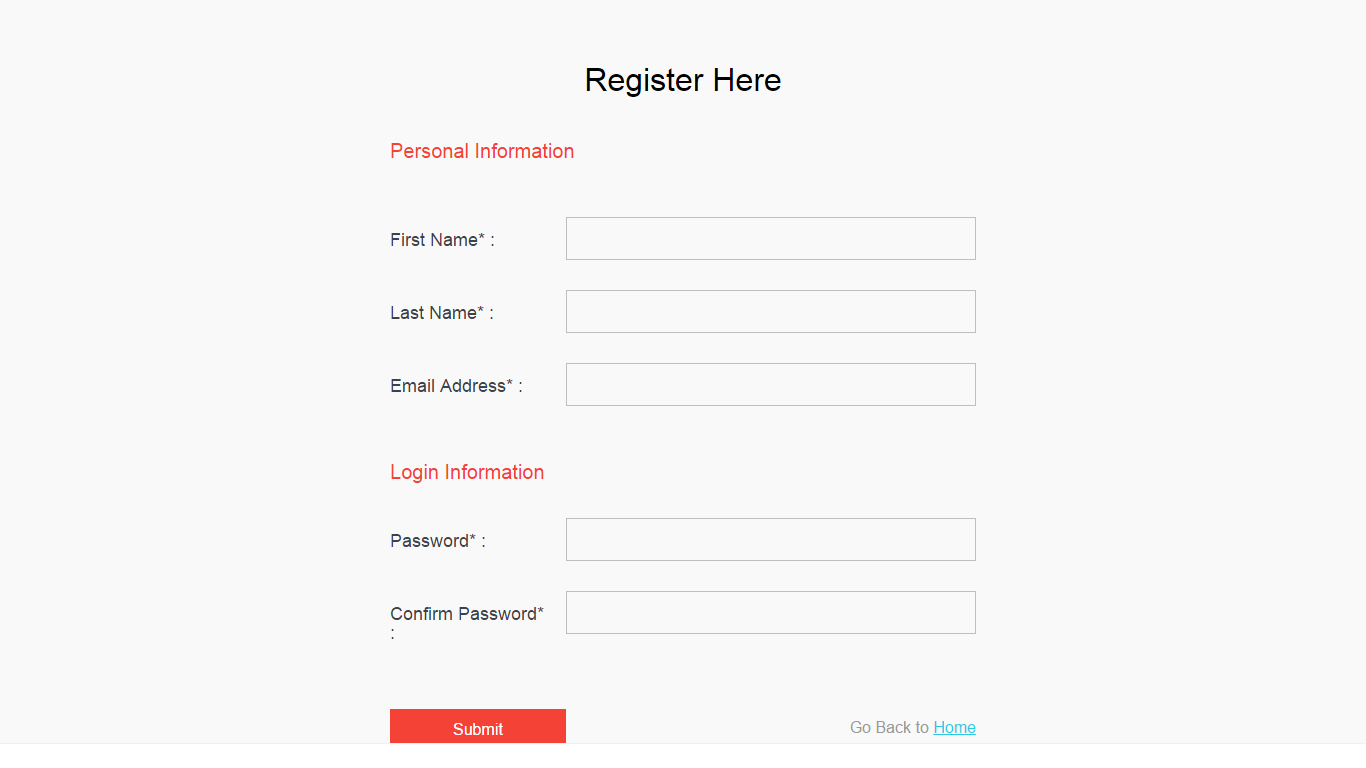 Register Here
Personal Information
First Name* :
Last Name* :
Email Address* :
Login Information
Password* :
Confirm Password*
:
Submit
Go Back to Home